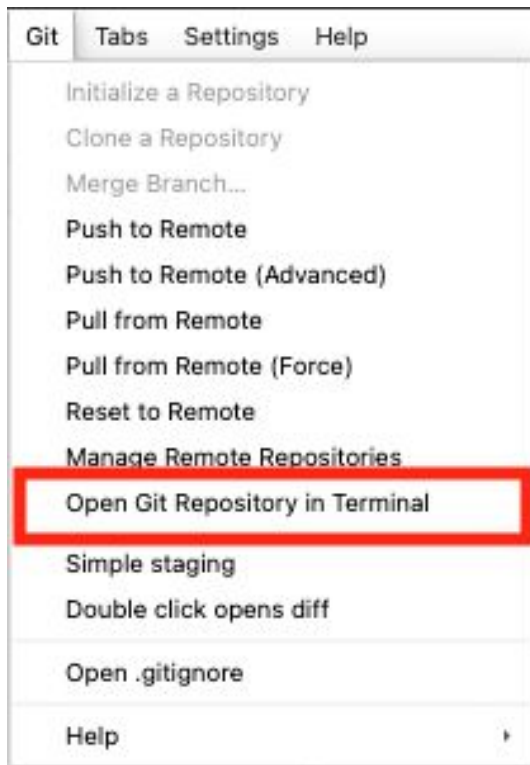 Git Tabs Settings Help
Initialize a Repository
Clone a Repository
Merge Branch...
Push to Remote
Push to Remote (Advanced)
Pull from Remote
Pull from Remote (Force)
Reset to Remote
Manage Remote Repositories
Open Git Repository in Terminal
Simple staging
Double click opens diff
Open .gitignore
Help